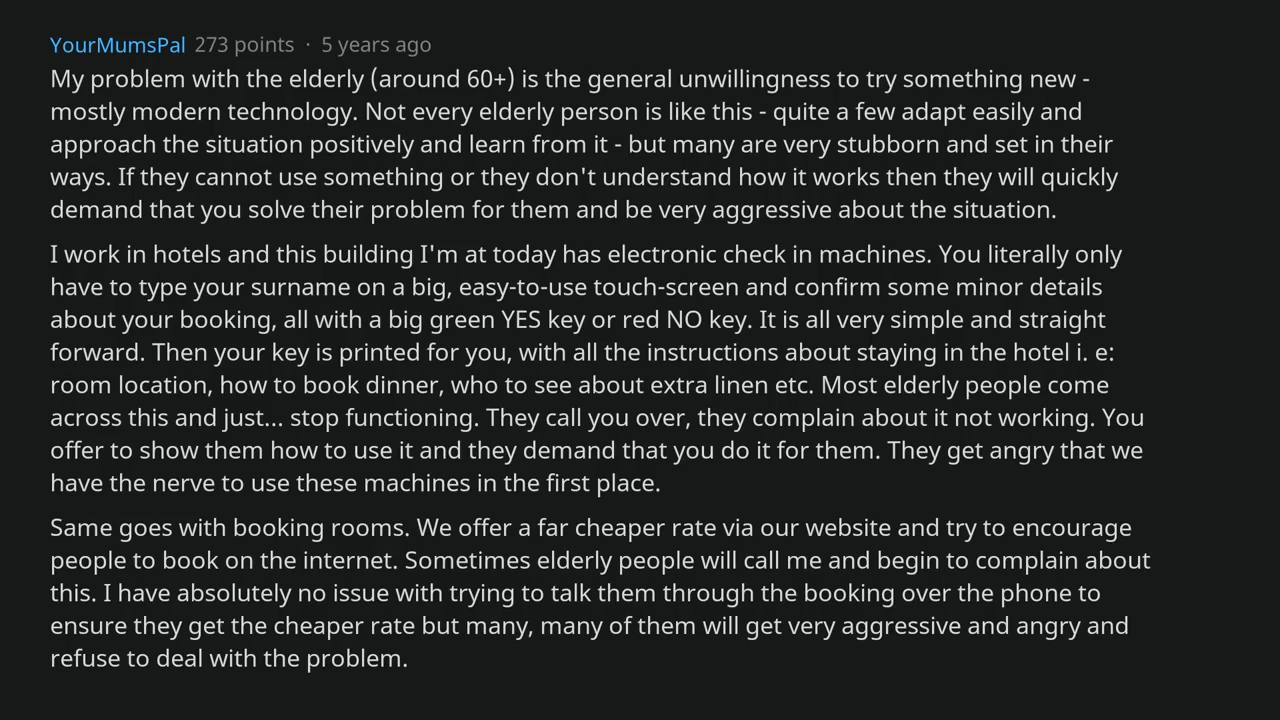 YourMumsPal 273 points · 5 years ago
My problem with the elderly (around 60+) is the general unwillingness to try something new -
mostly modern technology. Not every elderly person is like this - quite a few adapt easily and
approach the situation positively and learn from it - but many are very stubborn and set in their
ways. If they cannot use something or they don't understand how it works then they will quickly
demand that you solve their problem for them and be very aggressive about the situation.
I work in hotels and this building I'm at today has electronic check in machines. You literally only
have to type your surname on a big, easy-to-use touch-screen and confirm some minor details
about your booking, all with a big green YES key or red NO key. It is all very simple and straight
forward. Then your key is printed for you, with all the instructions about staying in the hotel i. e:
room location, how to book dinner, who to see about extra linen etc. Most elderly people come
across this and just... stop functioning. They call you over, they complain about it not working. You
offer to show them how to use it and they demand that you do it for them. They get angry that we
have the nerve to use these machines in the first place.
Same goes with booking rooms. We offer a far cheaper rate via our website and try to encourage
people to book on the internet. Sometimes elderly people will call me and begin to complain about
this. I have absolutely no issue with trying to talk them through the booking over the phone to
ensure they get the cheaper rate but many, many of them will get very aggressive and angry and
refuse to deal with the problem.